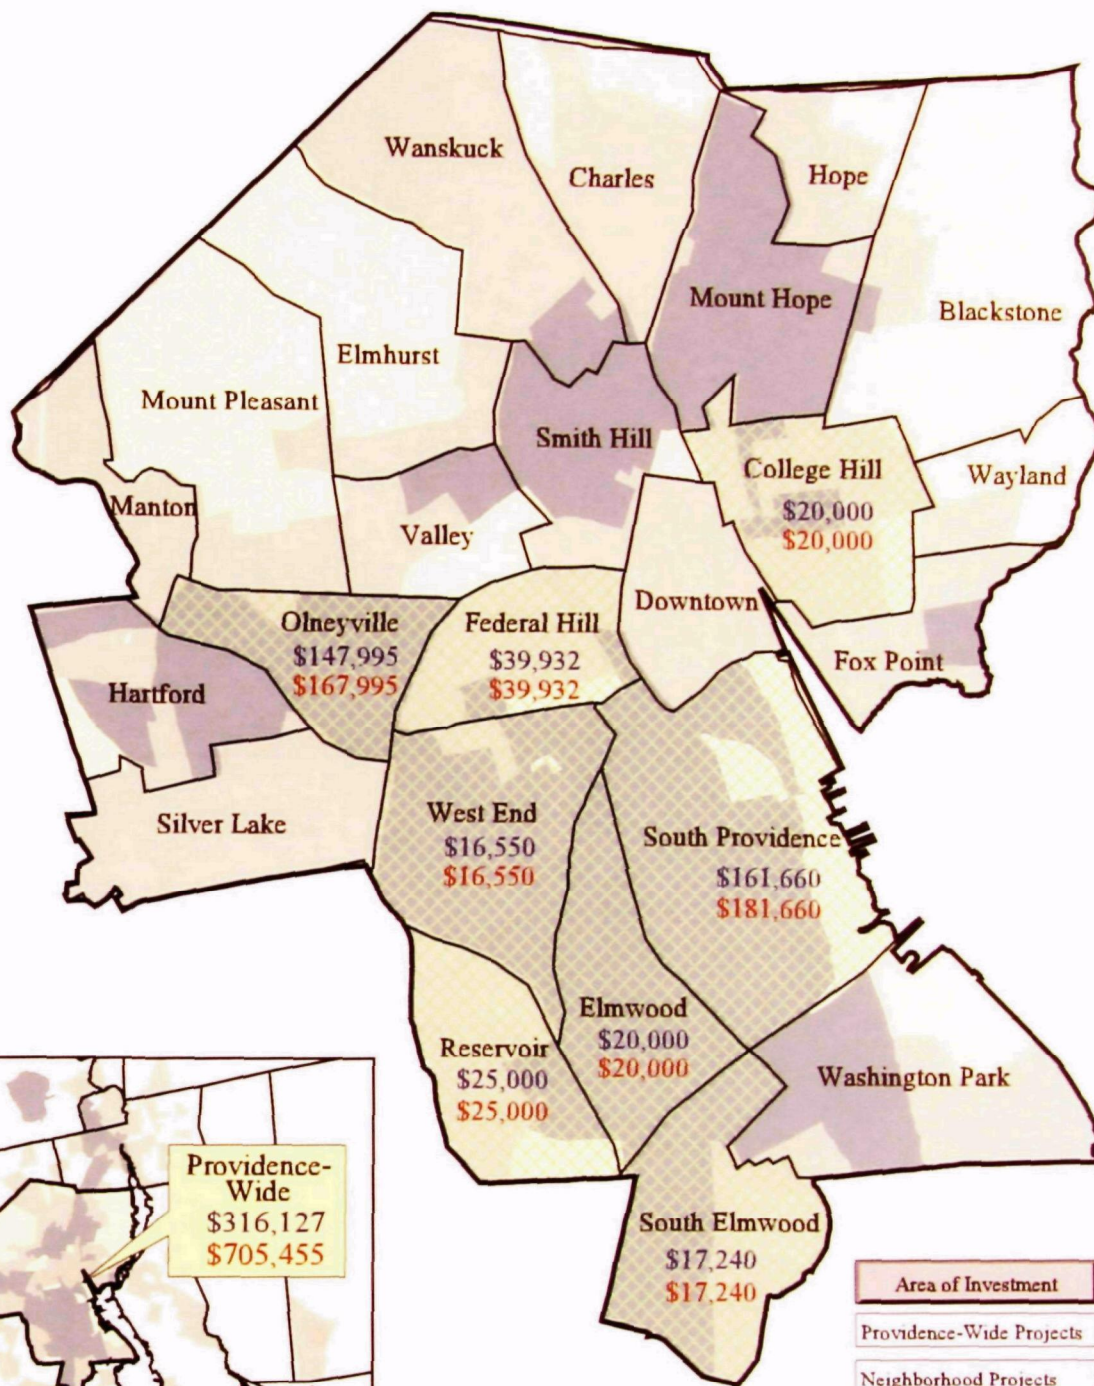 Wanskuck
Charles
Hope
Mount Hope
Blackstone
Elmhurst
Mount Pleasant
Smith Hill
College Hill
$20,000
$20,000
Wayland
Manton
Valley
Downtown
Olneyville
$147,995
$167,995
Federal Hill
$39,932
$39,932
Fox Point
Hartford
Silver Lake
West End
$16,550
$16,550
South Providence
$161,660
$181,660
Elmwood
$20,000
$20,000
Reservoir
$25,000
$25,000
Washington Park
Providence-
Wide
$316,127
$705,455
South Elmwood
$17,240
$17,240
Area of Investment
Providence-Wide Projects
Neighborhood Projects